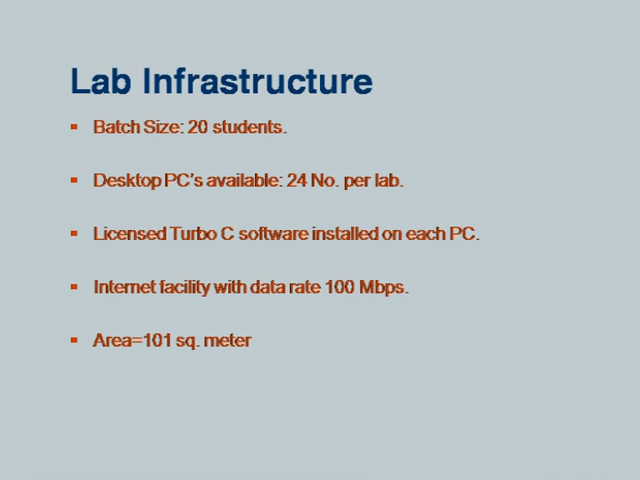 Lab Infrastructure
Batch Size: 20 students.
Desktop PC's available: 24 No. per lab.
Licensed Turbo C software installed on each PC.
Internet facility with data rate 100 Mbps.
Area=101 sq. meter